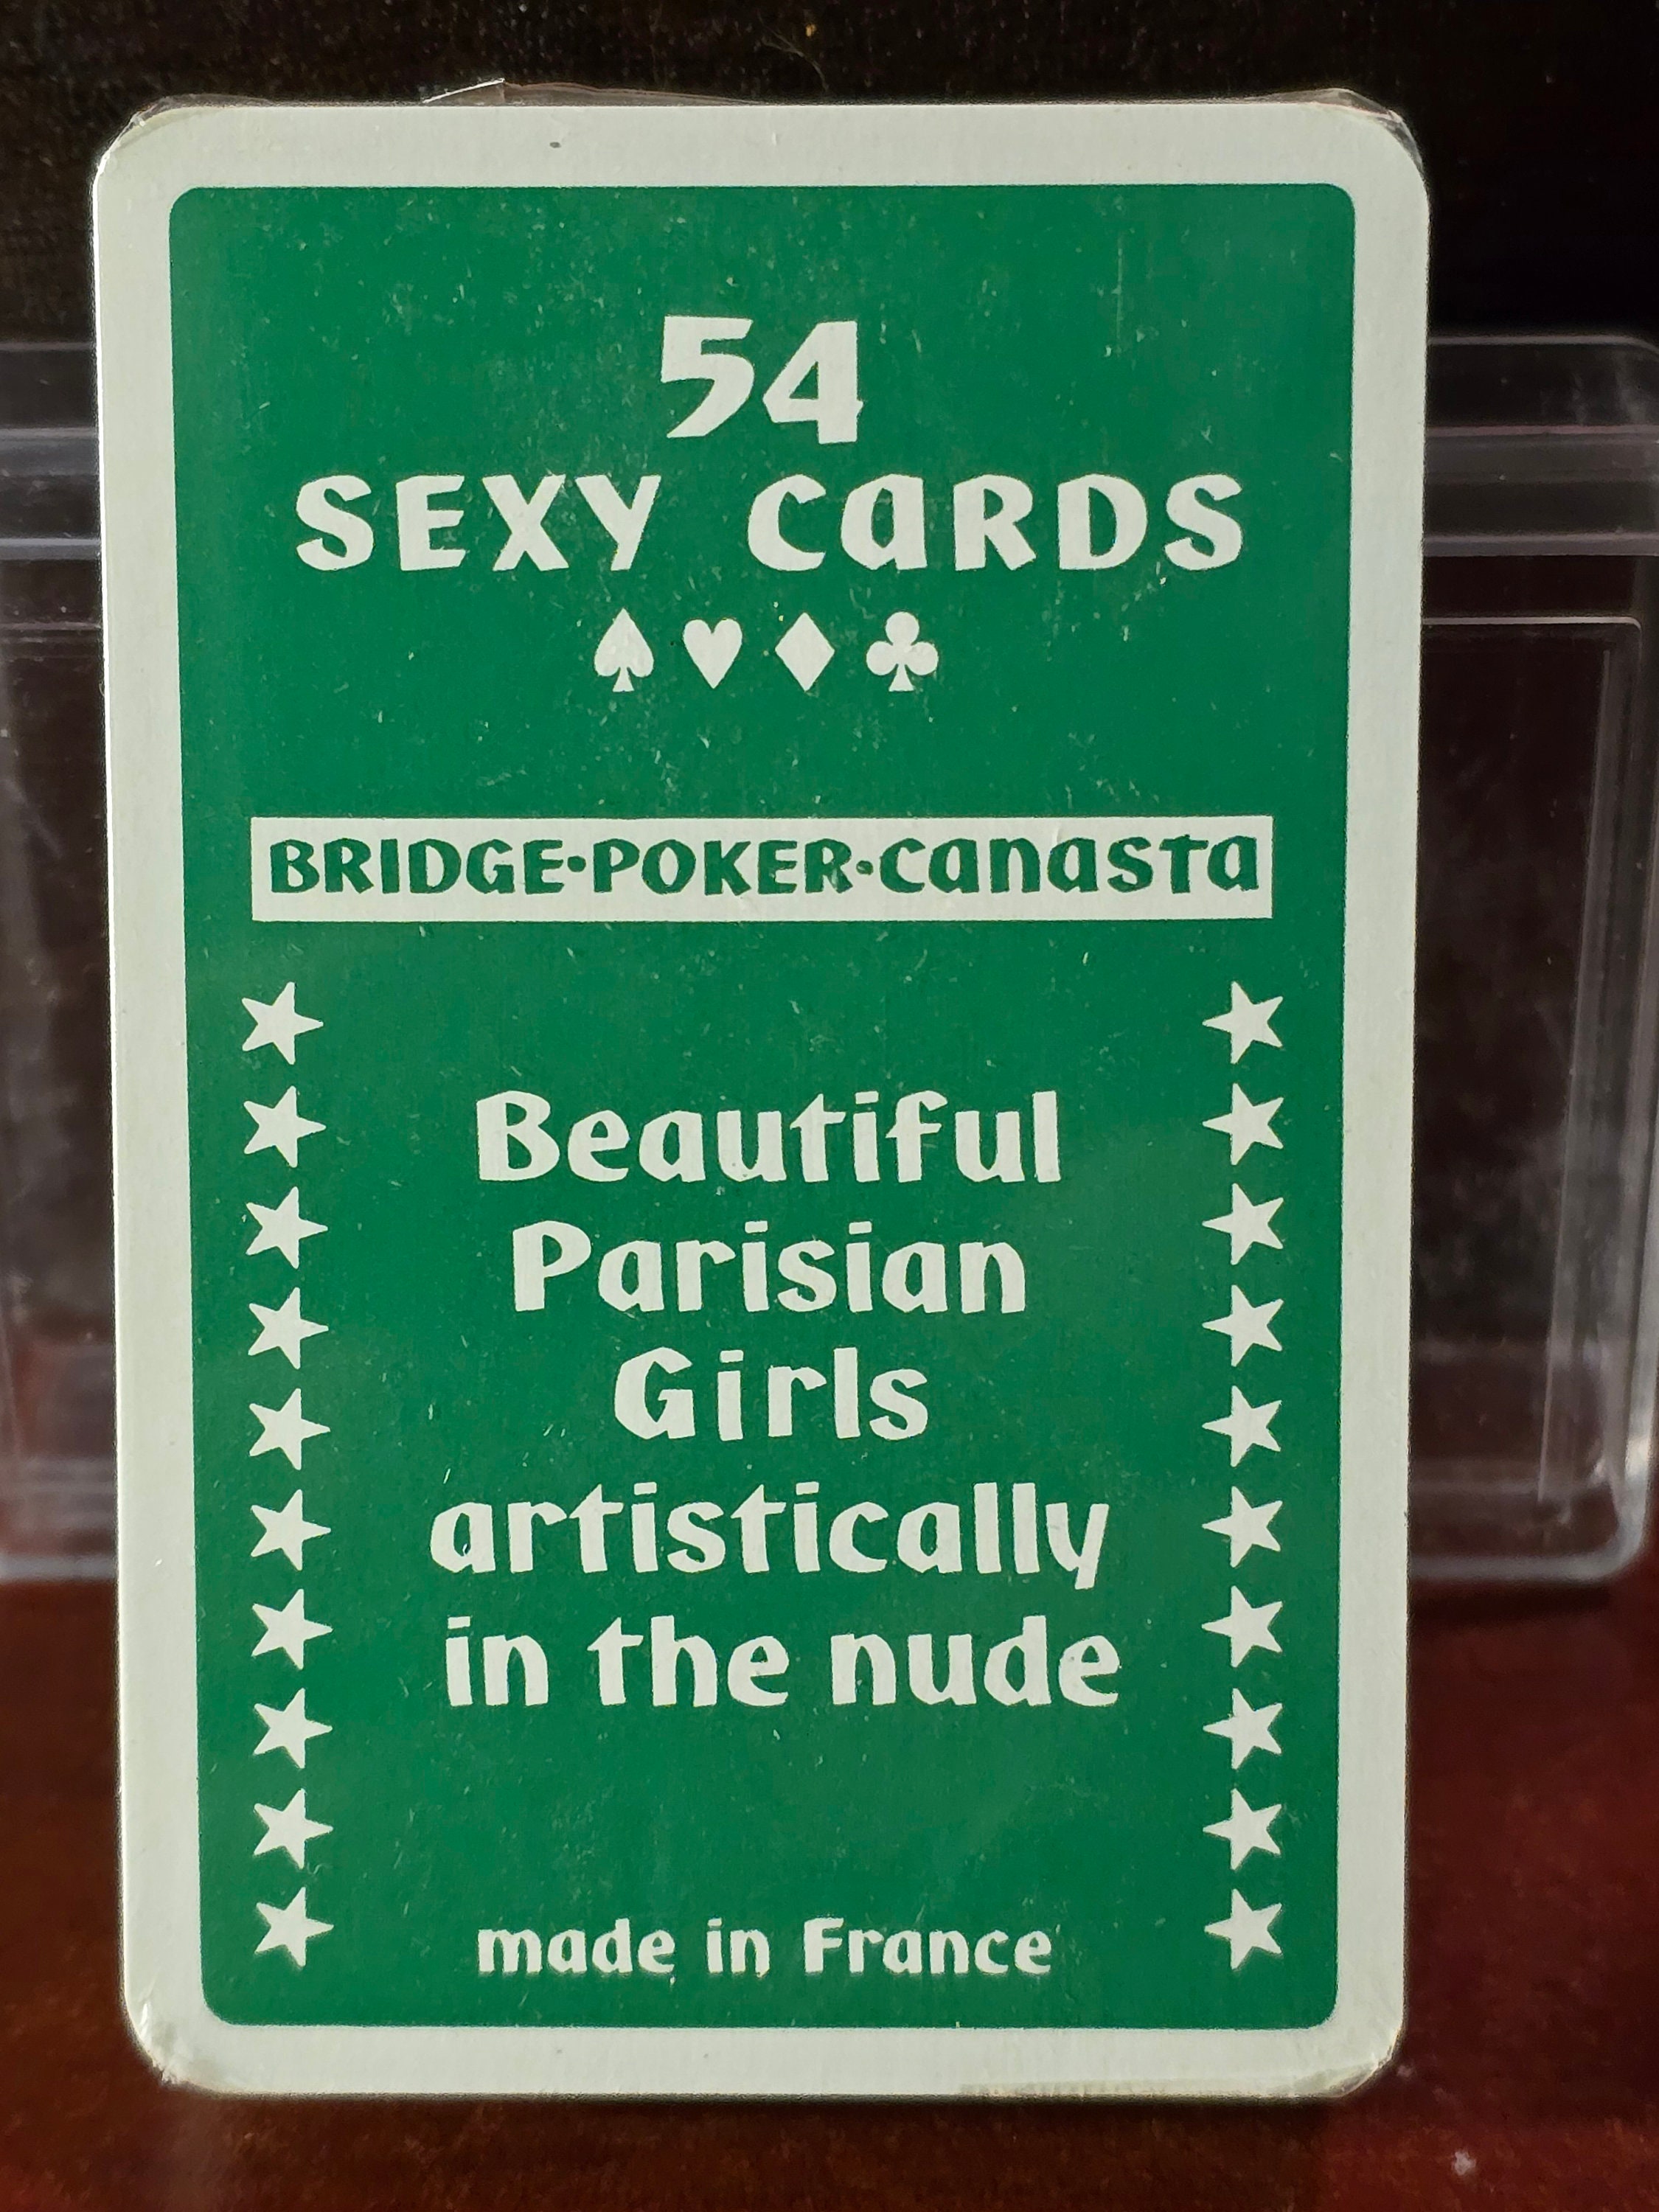 54
SEXY CARDS
♠♥♦♣
BRIDGE·POKER·CANASTA
Beautiful
Parisian
Girls
artistically
in the nude
made in France